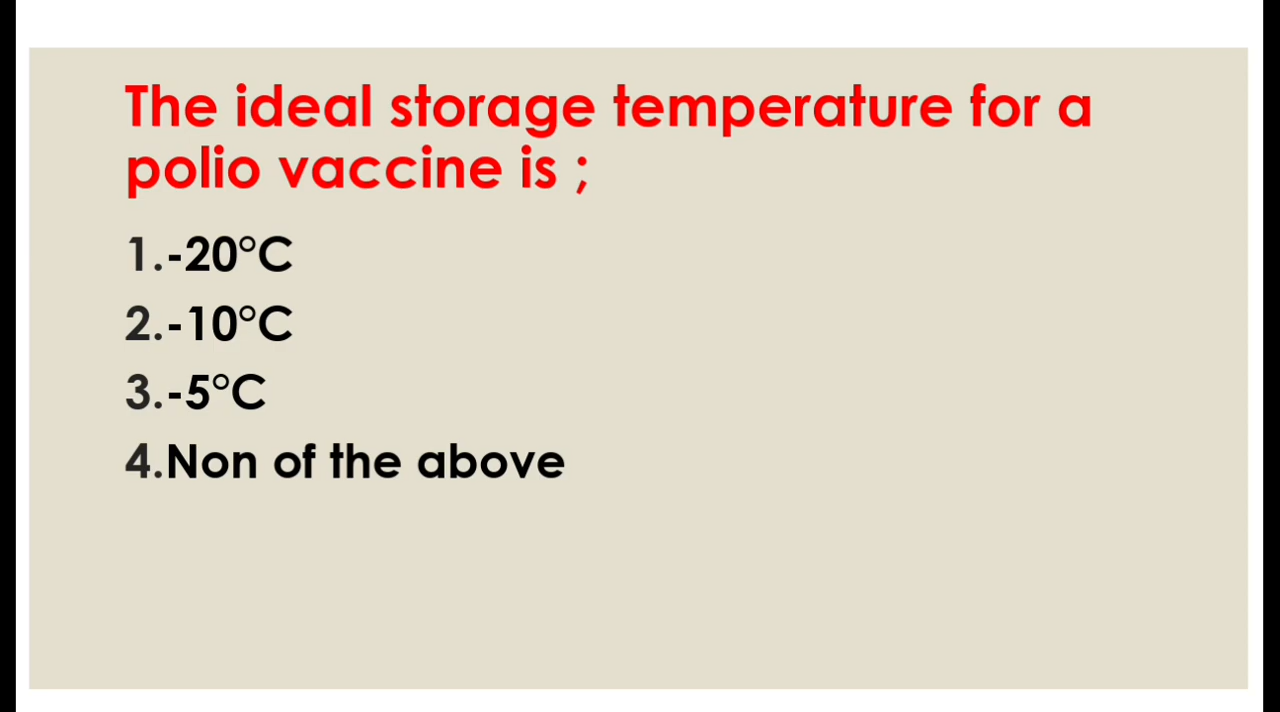 The ideal storage temperature for a
polio vaccine is ;
1.-20°C
2.-10°C
3.-5°C
4.Non of the above